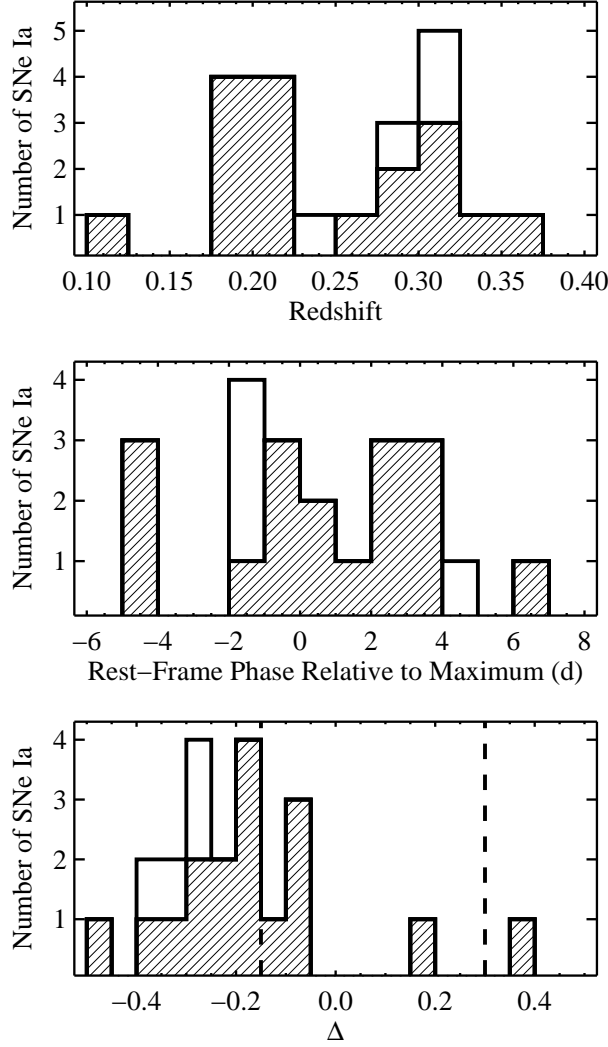 Number of SNe Ia
5
4
3
2
1
0.10 0.15 0.20 0.25 0.30 0.35 0.40
Redshift
Number of SNe Ia
4
3
2
1
−6 −4 −2 0 2 4 6 8
Rest−Frame Phase Relative to Maximum (d)
Number of SNe Ia
4
3
2
1
−0.4 −0.2 0.0 0.2 0.4
Δ